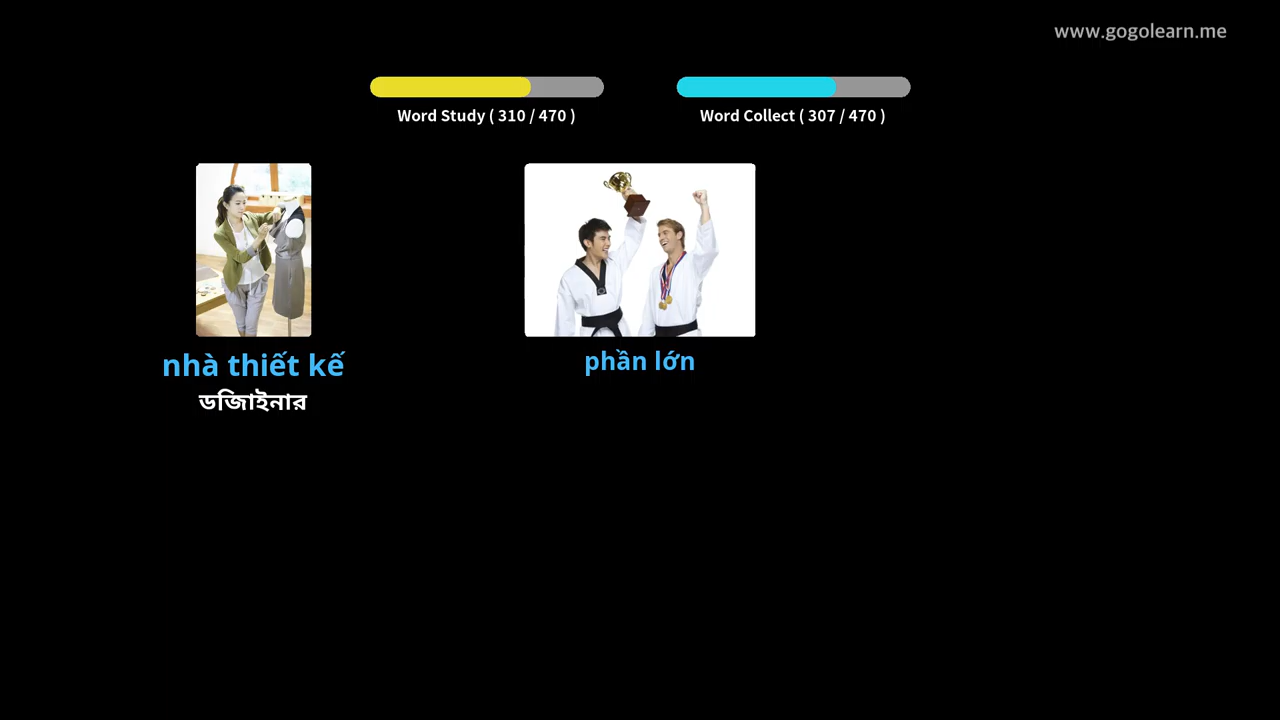 www.gogolearn.me
Word Study ( 310 / 470 )
Word Collect ( 307 / 470 )
nhà thiết kế
ডিজাইনার
phần lớn